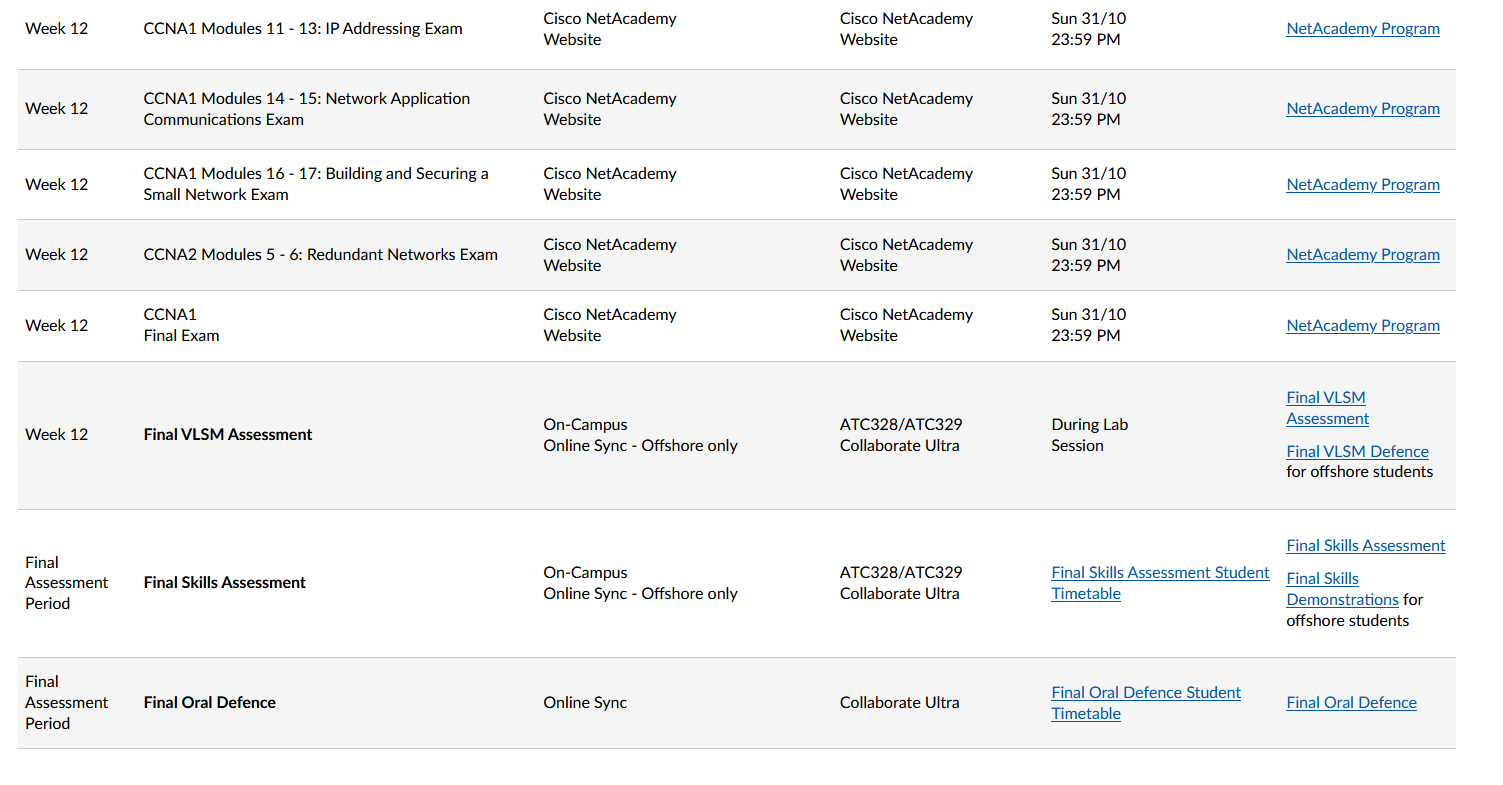 Week 12
CCNA1 Modules 11 - 13: IP Addressing Exam
Cisco NetAcademy
Website
Cisco NetAcademy
Website
Sun 31/10
23:59 PM
NetAcademy Program
Week 12
CCNA1 Modules 14 - 15: Network Application
Communications Exam
Cisco NetAcademy
Website
Cisco NetAcademy
Website
Sun 31/10
23:59 PM
NetAcademy Program
Week 12
CCNA1 Modules 16 - 17: Building and Securing a
Small Network Exam
Cisco NetAcademy
Website
Cisco NetAcademy
Website
Sun 31/10
23:59 PM
NetAcademy Program
Week 12
CCNA2 Modules 5 - 6: Redundant Networks Exam
Cisco NetAcademy
Website
Cisco NetAcademy
Website
Sun 31/10
23:59 PM
NetAcademy Program
Week 12
CCNA1
Final Exam
Cisco NetAcademy
Website
Cisco NetAcademy
Website
Sun 31/10
23:59 PM
NetAcademy Program
Week 12
Final VLSM Assessment
On-Campus
Online Sync - Offshore only
ATC328/ATC329
Collaborate Ultra
During Lab
Session
Final VLSM
Assessment
Final VLSM Defence
for offshore students
Final
Assessment
Period
Final Skills Assessment
On-Campus
Online Sync - Offshore only
ATC328/ATC329
Collaborate Ultra
Final Skills Assessment Student
Timetable
Final Skills Assessment
Final Skills
Demonstrations for
offshore students
Final
Assessment
Period
Final Oral Defence
Online Sync
Collaborate Ultra
Final Oral Defence Student
Timetable
Final Oral Defence